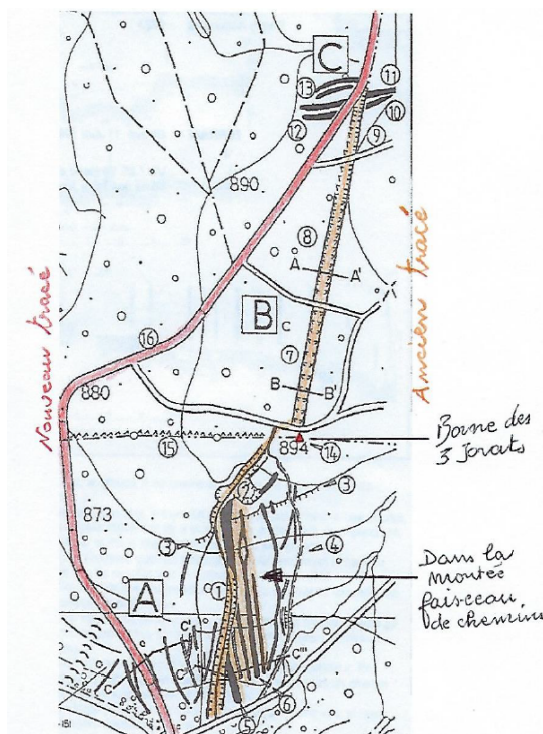 C
13
11
12
10
9
890
8
A A'
B
C
7
16
B B'
880
15
894
14
2
3
3
873
4
1
A
C'
C
C'''
6
5
151
Nouveau tracé
Ancien tracé
Borne des
3 Jorats
Dans la
montée
faisceau
de chemins